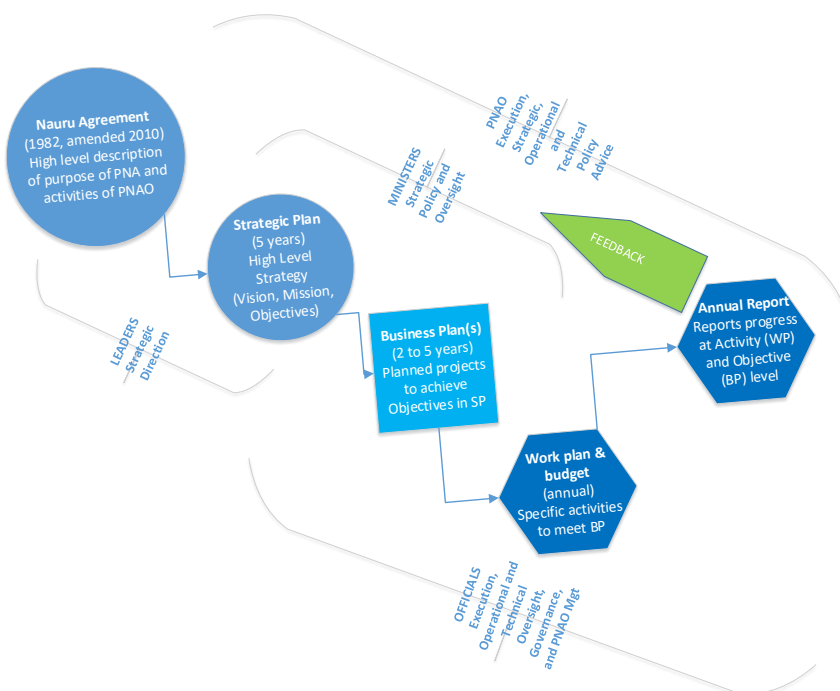 Nauru Agreement
(1982, amended 2010)
High level description
of purpose of PNA and
activities of PNAO
Strategic Plan
(5 years)
High Level
Strategy
(Vision, Mission,
Objectives)
Business Plan(s)
(2 to 5 years)
Planned projects
to achieve
Objectives in SP
Work plan &
budget
(annual)
Specific activities
to meet BP
Annual Report
Reports progress
at Activity (WP)
and Objective
(BP) level
FEEDBACK
LEADERS
Strategic
Direction
MINISTERS
Strategic
Policy and
Oversight
PNAO
Execution,
Strategic,
Operational
and
Technical
Policy
Advice
OFFICIALS
Execution,
Operational and
Technical
Oversight,
Governance,
and PNAO Mgt